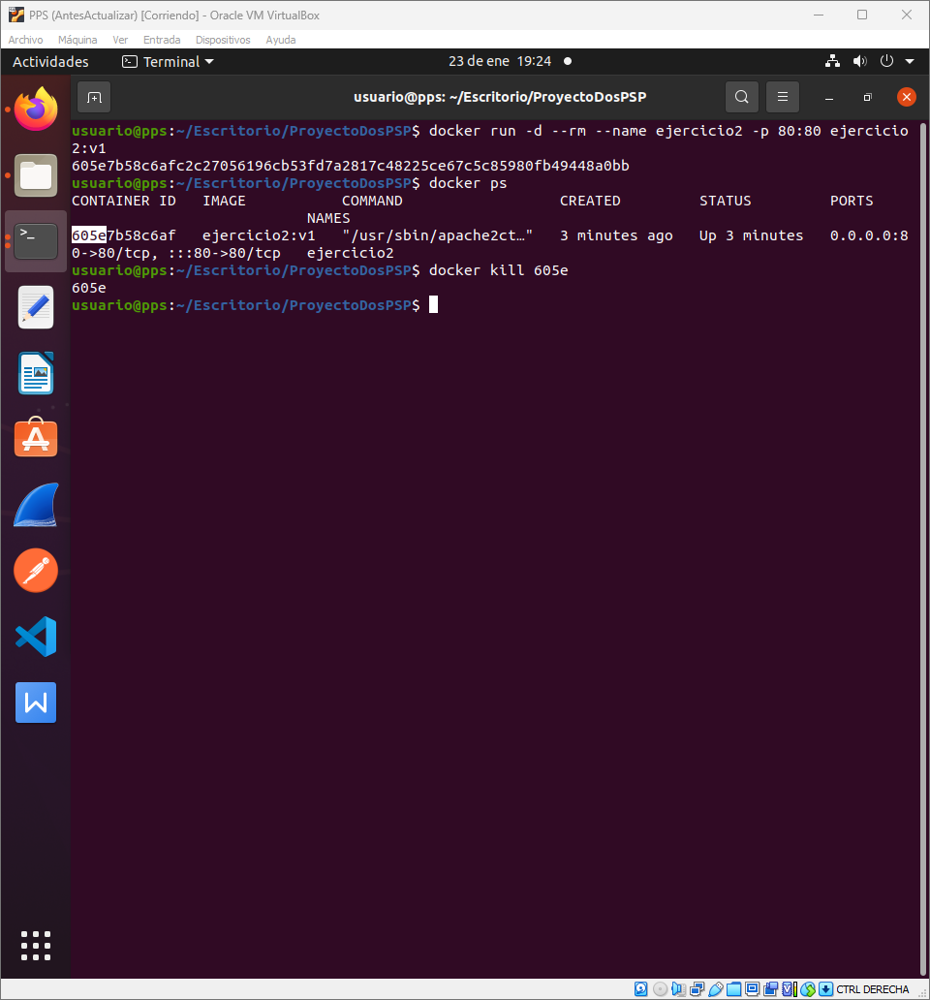 PPS (AntesActualizar) [Corriendo] - Oracle VM VirtualBox
Archivo Máquina Ver Entrada Dispositivos Ayuda
Actividades Terminal 23 de ene 19:24
usuario@pps: ~/Escritorio/ProyectoDosPSP
usuario@pps:~/Escritorio/ProyectoDosPSP$ docker run -d --rm --name ejercicio2 -p 80:80 ejercicio
2:v1
605e7b58c6afc2c27056196cb53fd7a2817c48225ce67c5c85980fb49448a0bb
usuario@pps:~/Escritorio/ProyectoDosPSP$ docker ps
CONTAINER ID IMAGE COMMAND CREATED STATUS PORTS
NAMES
605e7b58c6af ejercicio2:v1 "/usr/sbin/apache2ct…" 3 minutes ago Up 3 minutes 0.0.0.0:8
0->80/tcp, :::80->80/tcp ejercicio2
usuario@pps:~/Escritorio/ProyectoDosPSP$ docker kill 605e
605e
usuario@pps:~/Escritorio/ProyectoDosPSP$
CTRL DERECHA